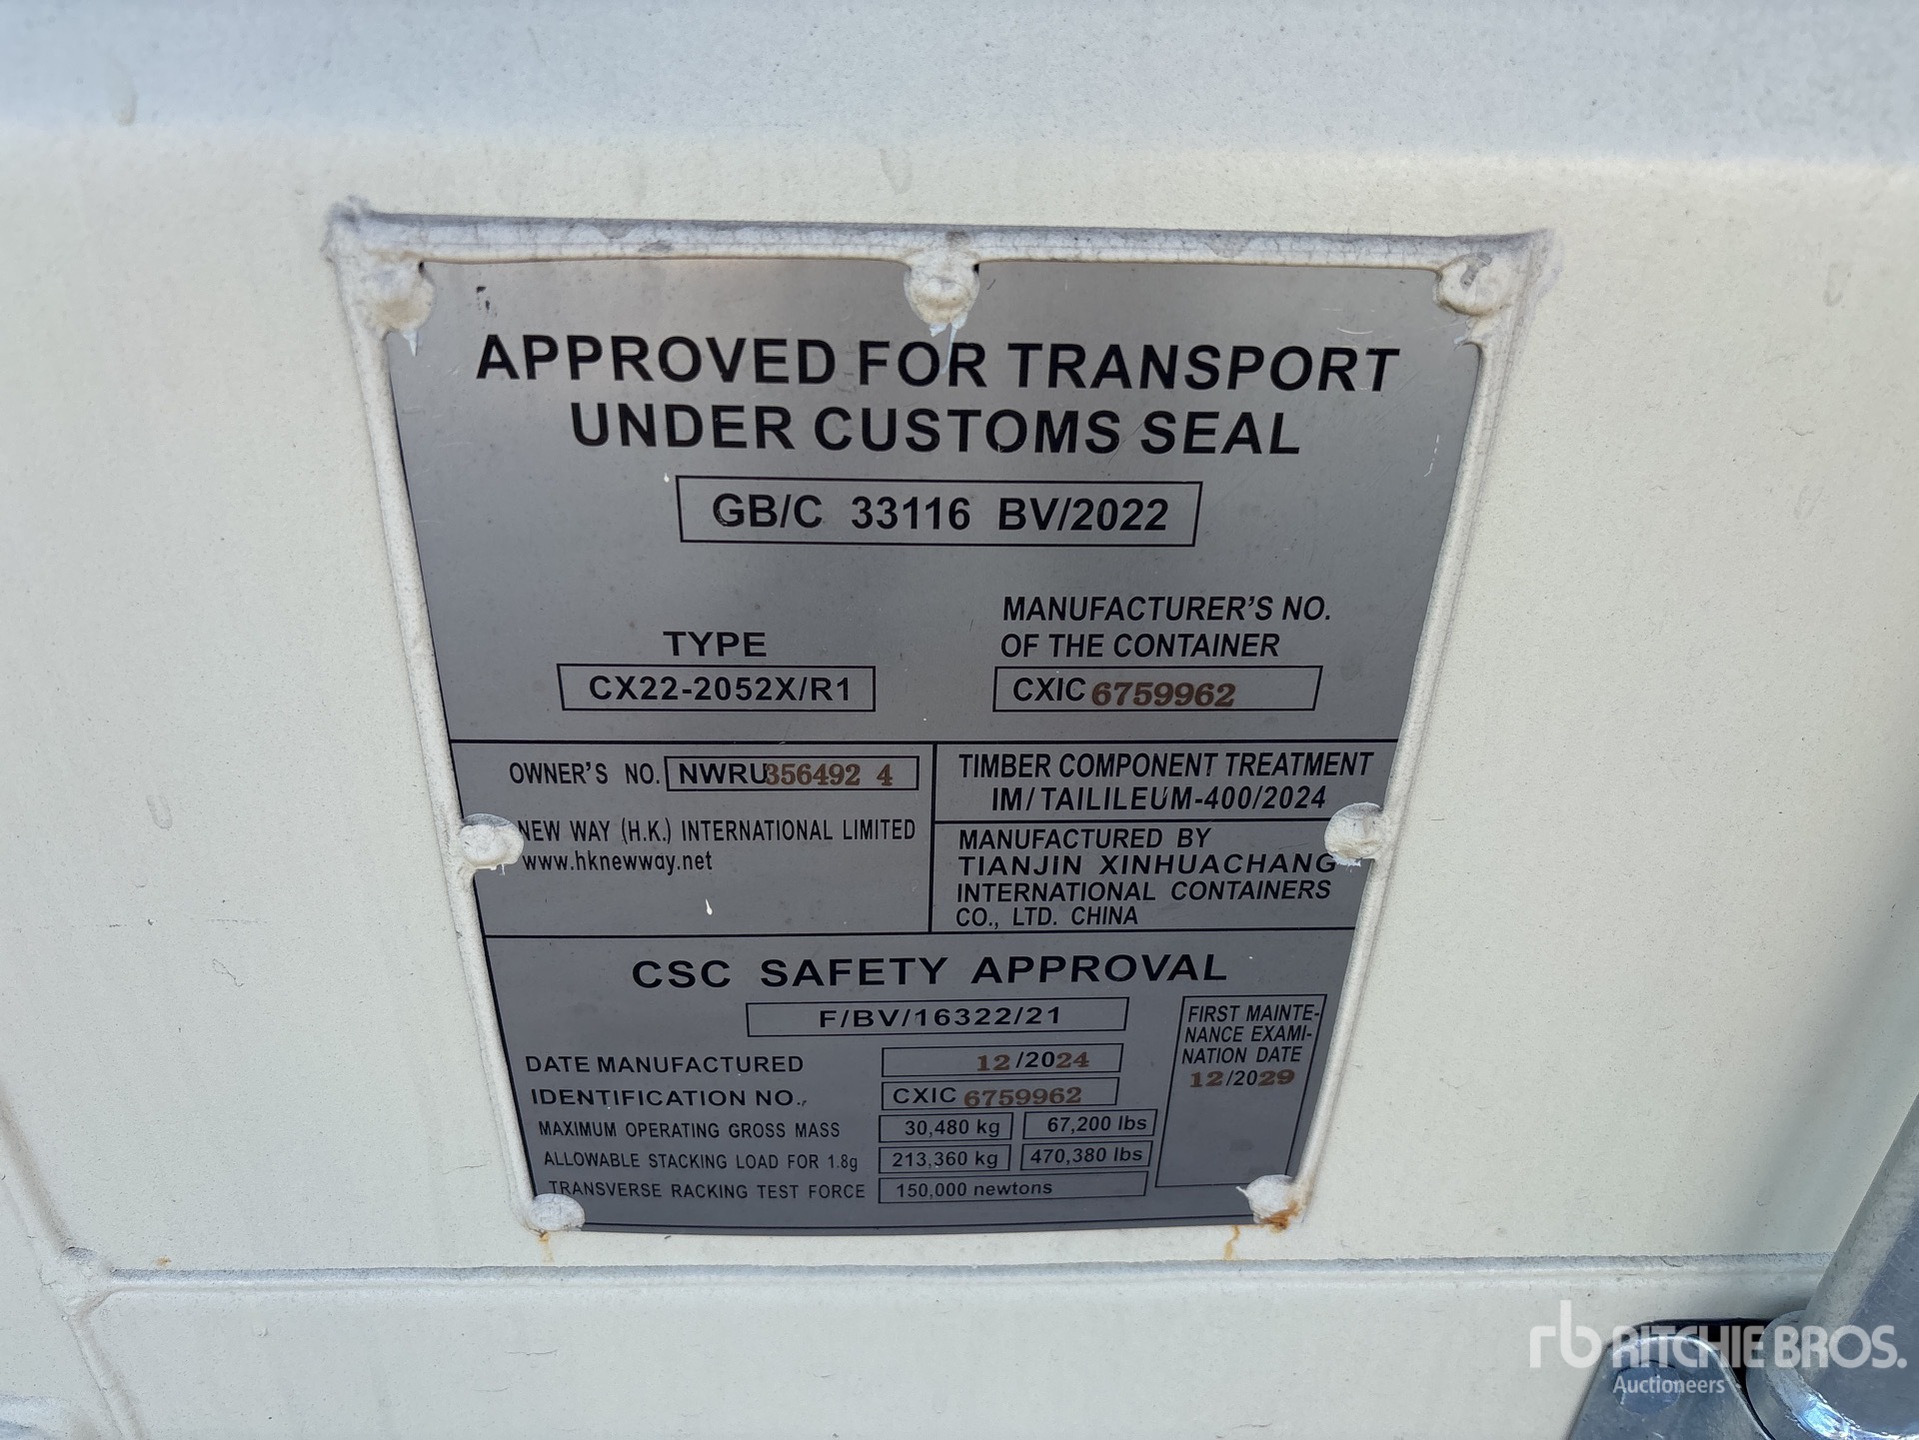 APPROVED FOR TRANSPORT
UNDER CUSTOMS SEAL
GB/C 33116 BV/2022
TYPE
CX22-2052X/R1
MANUFACTURER'S NO.
OF THE CONTAINER
CXIC 6759962
OWNER'S NO. NWRU 356492 4
NEW WAY (H.K.) INTERNATIONAL LIMITED
www.hknewway.net
TIMBER COMPONENT TREATMENT
IM/TAILILEUM-400/2024
MANUFACTURED BY
TIANJIN XINHUACHANG
INTERNATIONAL CONTAINERS
CO., LTD. CHINA
CSC SAFETY APPROVAL
F/BV/16322/21
DATE MANUFACTURED 12/2024
IDENTIFICATION NO. CXIC 6759962
MAXIMUM OPERATING GROSS MASS 30,480 kg 67,200 lbs
ALLOWABLE STACKING LOAD FOR 1.8g 213,360 kg 470,380 lbs
TRANSVERSE RACKING TEST FORCE 150,000 newtons
FIRST MAINTE-
NANCE EXAMI-
NATION DATE
12/2029
rb RITCHIE BROS.
Auctioneers